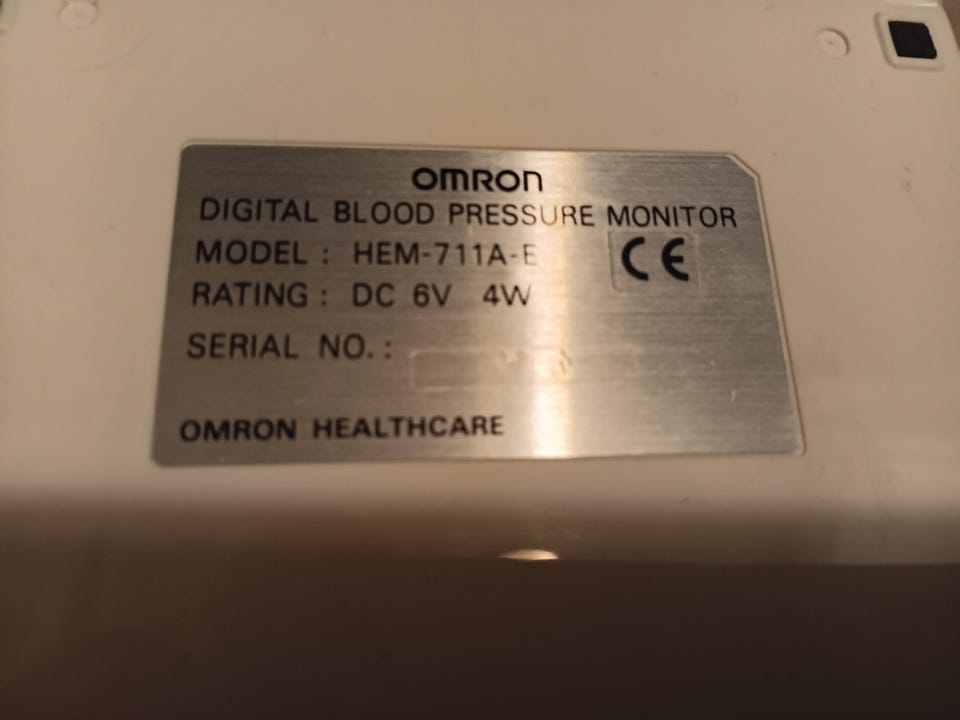 OMRON
DIGITAL BLOOD PRESSURE MONITOR
MODEL : HEM-711A-E
CE
RATING : DC 6V 4W
SERIAL NO. :
OMRON HEALTHCARE